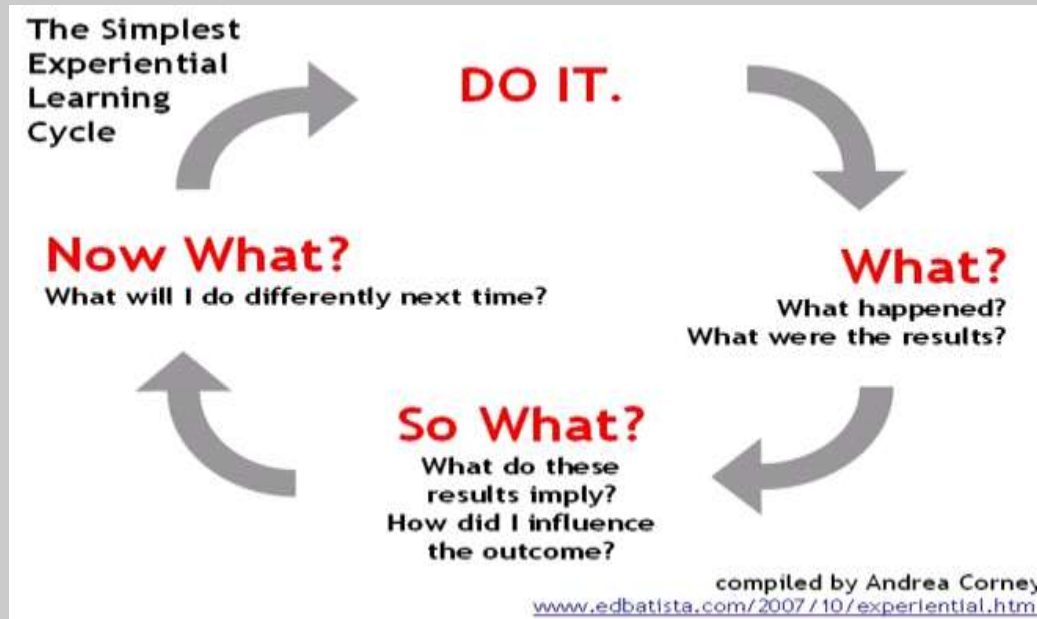 The Simplest
Experiential
Learning
Cycle
DO IT.
What?
What happened?
What were the results?
So What?
What do these
results imply?
How did I influence
the outcome?
Now What?
What will I do differently next time?
compiled by Andrea Corney
www.edbatista.com/2007/10/experiential.htm